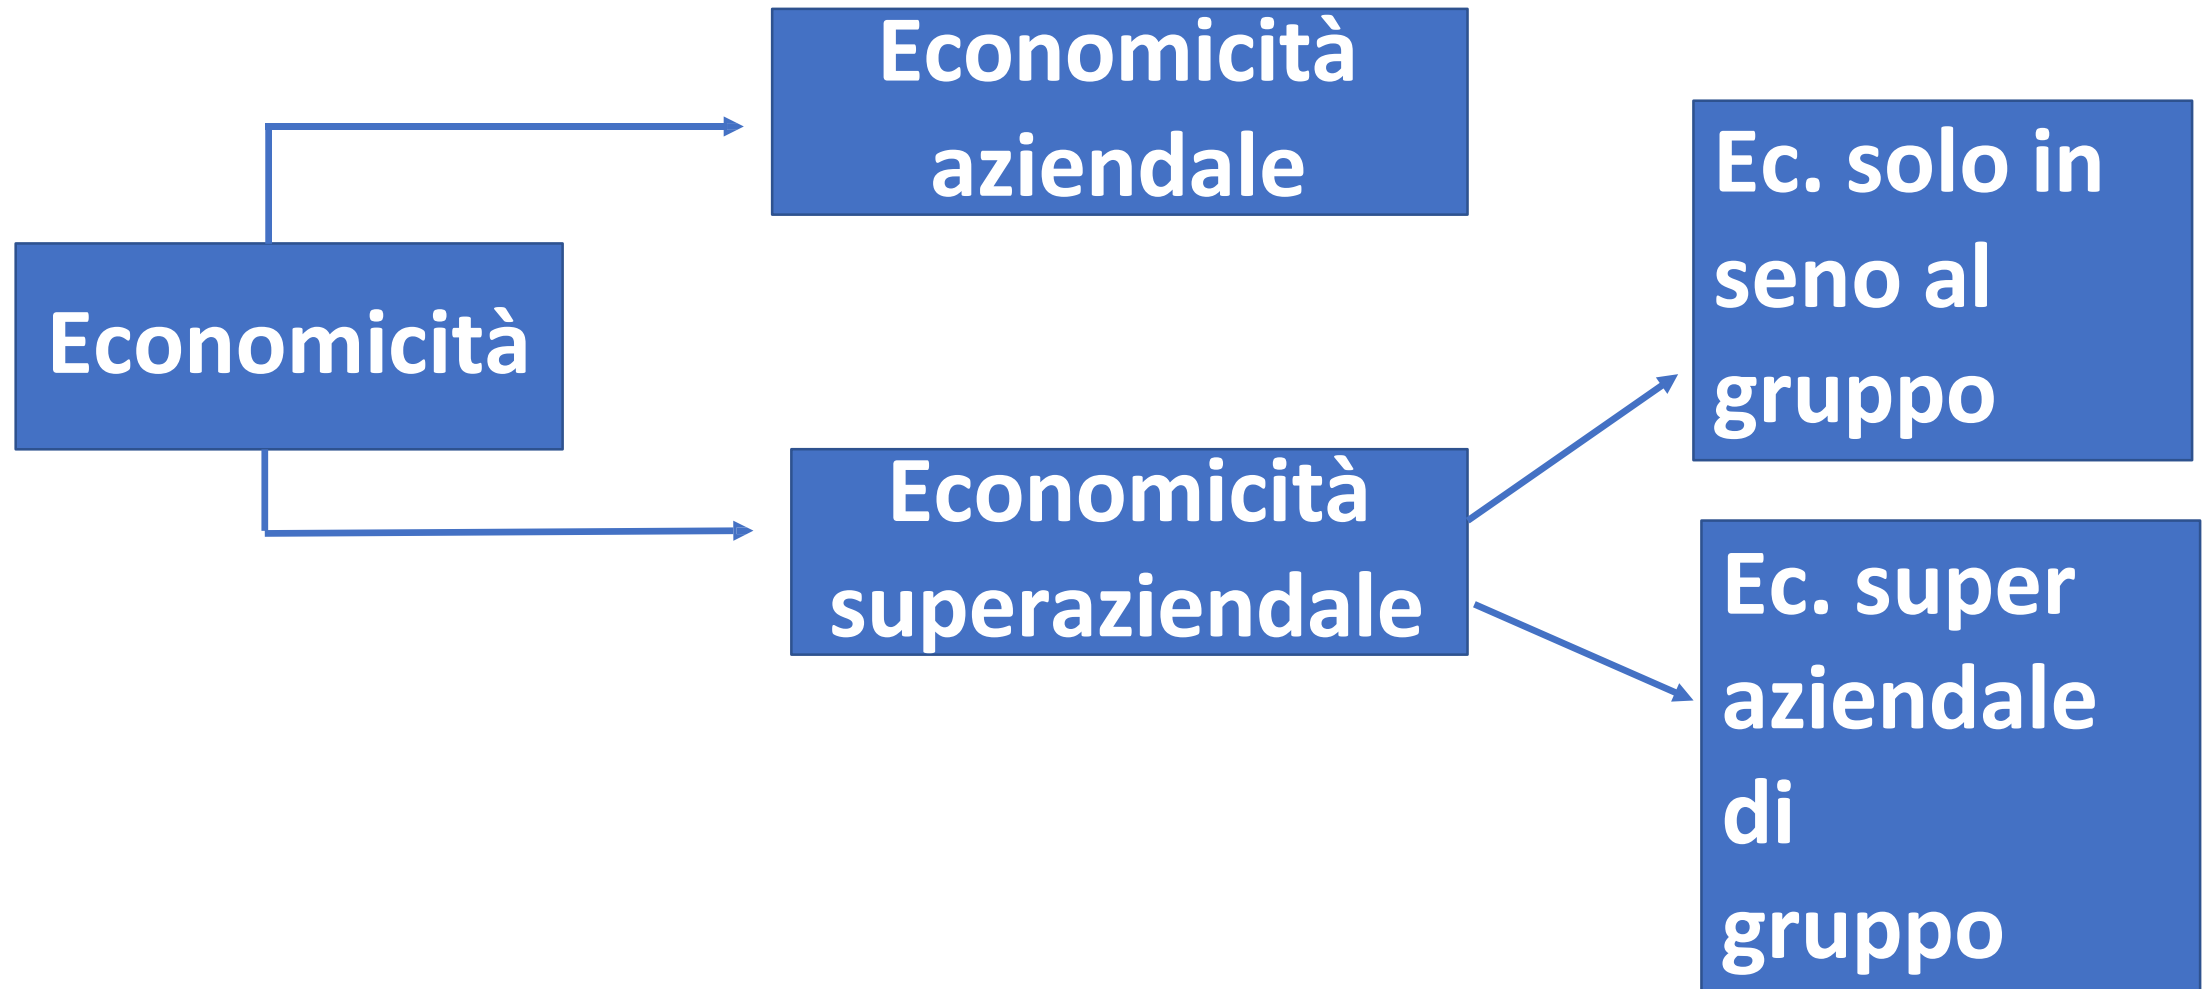 Economicità
Economicità
aziendale
Economicità
superaziendale
Ec. solo in
seno al
gruppo
Ec. super
aziendale
di
gruppo